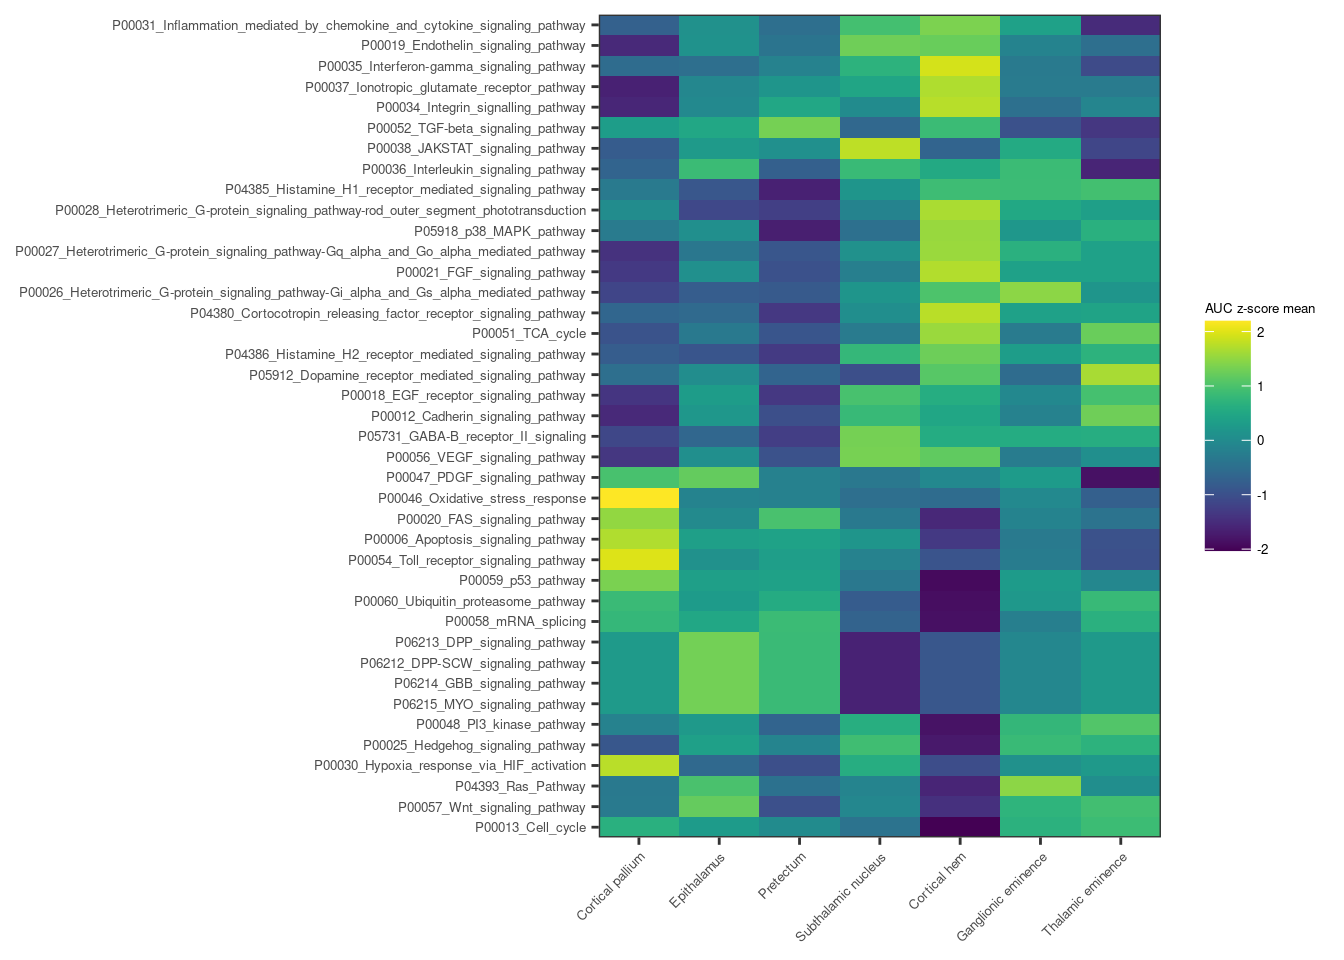 P00031_Inflammation_mediated_by_chemokine_and_cytokine_signaling_pathway
P00019_Endothelin_signaling_pathway
P00035_Interferon-gamma_signaling_pathway
P00037_Ionotropic_glutamate_receptor_pathway
P00034_Integrin_signalling_pathway
P00052_TGF-beta_signaling_pathway
P00038_JAKSTAT_signaling_pathway
P00036_Interleukin_signaling_pathway
P04385_Histamine_H1_receptor_mediated_signaling_pathway
P00028_Heterotrimeric_G-protein_signaling_pathway-rod_outer_segment_phototransduction
P05918_p38_MAPK_pathway
P00027_Heterotrimeric_G-protein_signaling_pathway-Gq_alpha_and_Go_alpha_mediated_pathway
P00021_FGF_signaling_pathway
P00026_Heterotrimeric_G-protein_signaling_pathway-Gi_alpha_and_Gs_alpha_mediated_pathway
P04380_Cortocotropin_releasing_factor_receptor_signaling_pathway
P00051_TCA_cycle
P04386_Histamine_H2_receptor_mediated_signaling_pathway
P05912_Dopamine_receptor_mediated_signaling_pathway
P00018_EGF_receptor_signaling_pathway
P00012_Cadherin_signaling_pathway
P05731_GABA-B_receptor_II_signaling
P00056_VEGF_signaling_pathway
P00047_PDGF_signaling_pathway
P00046_Oxidative_stress_response
P00020_FAS_signaling_pathway
P00006_Apoptosis_signaling_pathway
P00054_Toll_receptor_signaling_pathway
P00059_p53_pathway
P00060_Ubiquitin_proteasome_pathway
P00058_mRNA_splicing
P06213_DPP_signaling_pathway
P06212_DPP-SCW_signaling_pathway
P06214_GBB_signaling_pathway
P06215_MYO_signaling_pathway
P00048_PI3_kinase_pathway
P00025_Hedgehog_signaling_pathway
P00030_Hypoxia_response_via_HIF_activation
P04393_Ras_Pathway
P00057_Wnt_signaling_pathway
P00013_Cell_cycle
Cortical pallium
Epithalamus
Pretectum
Subthalamic nucleus
Cortical hem
Ganglionic eminence
Thalamic eminence
AUC z-score mean
2
1
0
-1
-2